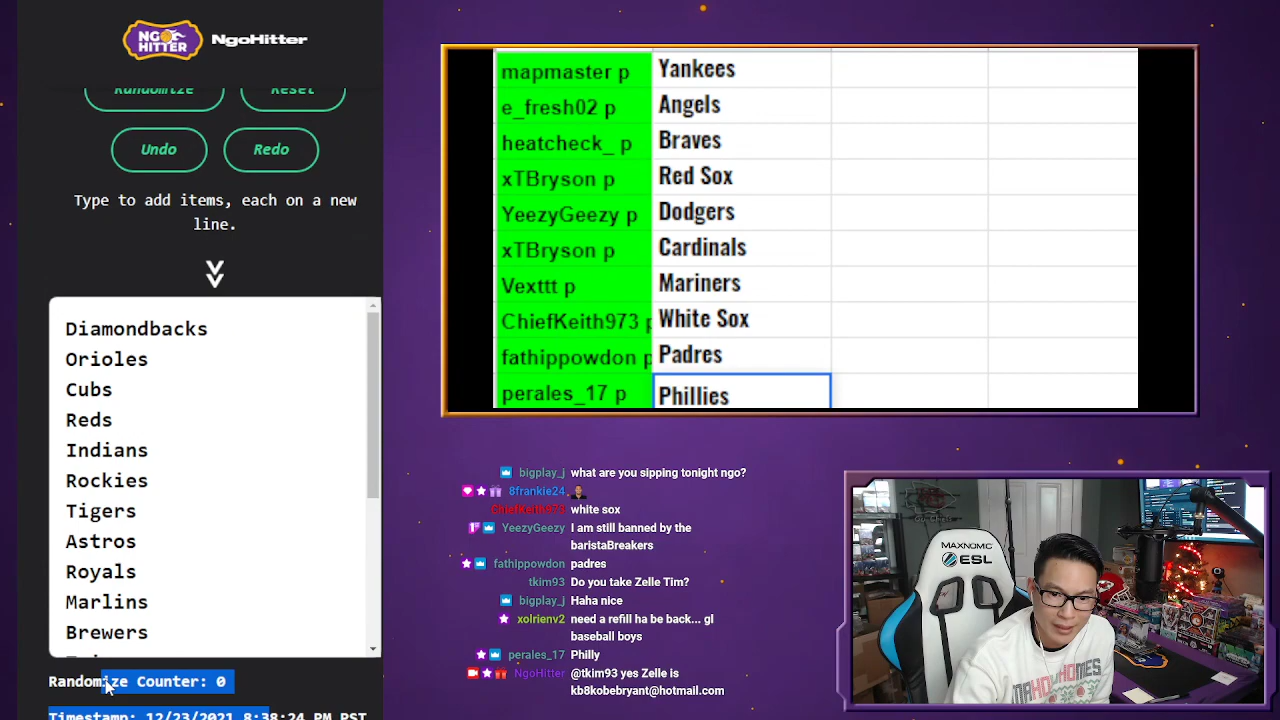 NGO HITTER NgoHitter
Randomize Reset
Undo Redo
Type to add items, each on a new
line.
Diamondbacks
Orioles
Cubs
Reds
Indians
Rockies
Tigers
Astros
Royals
Marlins
Brewers
Randomize Counter: 0
Timestamp: 12/23/2021 8:38:24 PM PST
mapmaster p Yankees
e_fresh02 p Angels
heatcheck_ p Braves
xTBryson p Red Sox
YeezyGeezy p Dodgers
xTBryson p Cardinals
Vexttt p Mariners
ChiefKeith973 p White Sox
fathippowdon p Padres
perales_17 p Phillies
bigplay_j what are you sipping tonight ngo?
8frankie24
ChiefKeith973 white sox
YeezyGeezy I am still banned by the
baristaBreakers
fathippowdon padres
tkim93 Do you take Zelle Tim?
bigplay_j Haha nice
xolrienv2 need a refill ha be back... gl
baseball boys
perales_17 Philly
NgoHitter @tkim93 yes Zelle is
kb8kobebryant@hotmail.com
MAXNOMIC
ESL